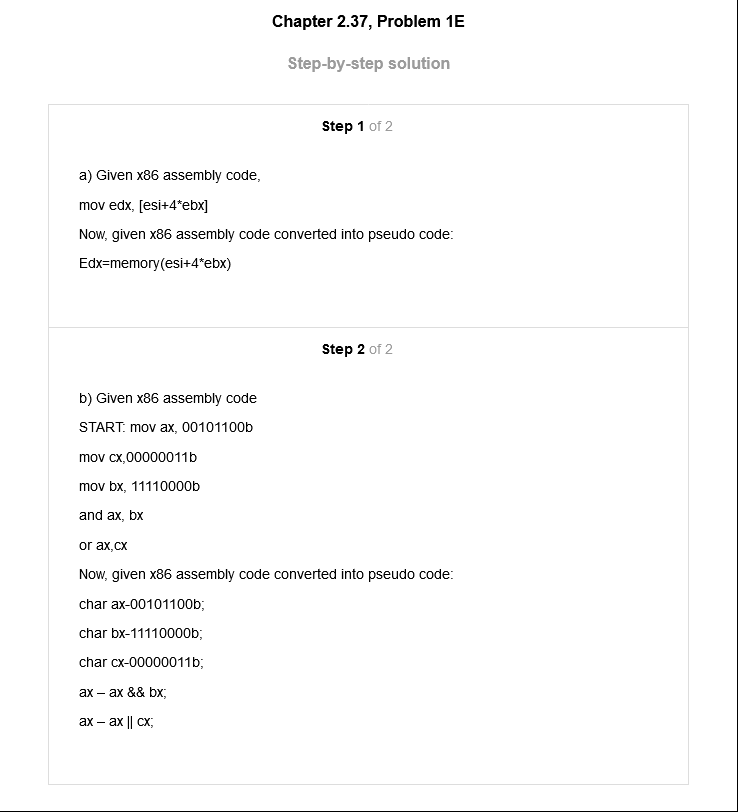 Chapter 2.37, Problem 1E
Step-by-step solution
Step 1 of 2
a) Given x86 assembly code,
mov edx, [esi+4*ebx]
Now, given x86 assembly code converted into pseudo code:
Edx=memory(esi+4*ebx)
Step 2 of 2
b) Given x86 assembly code
START: mov ax, 00101100b
mov cx,00000011b
mov bx, 11110000b
and ax, bx
or ax,cx
Now, given x86 assembly code converted into pseudo code:
char ax-00101100b;
char bx-11110000b;
char cx-00000011b;
ax – ax && bx;
ax – ax || cx;